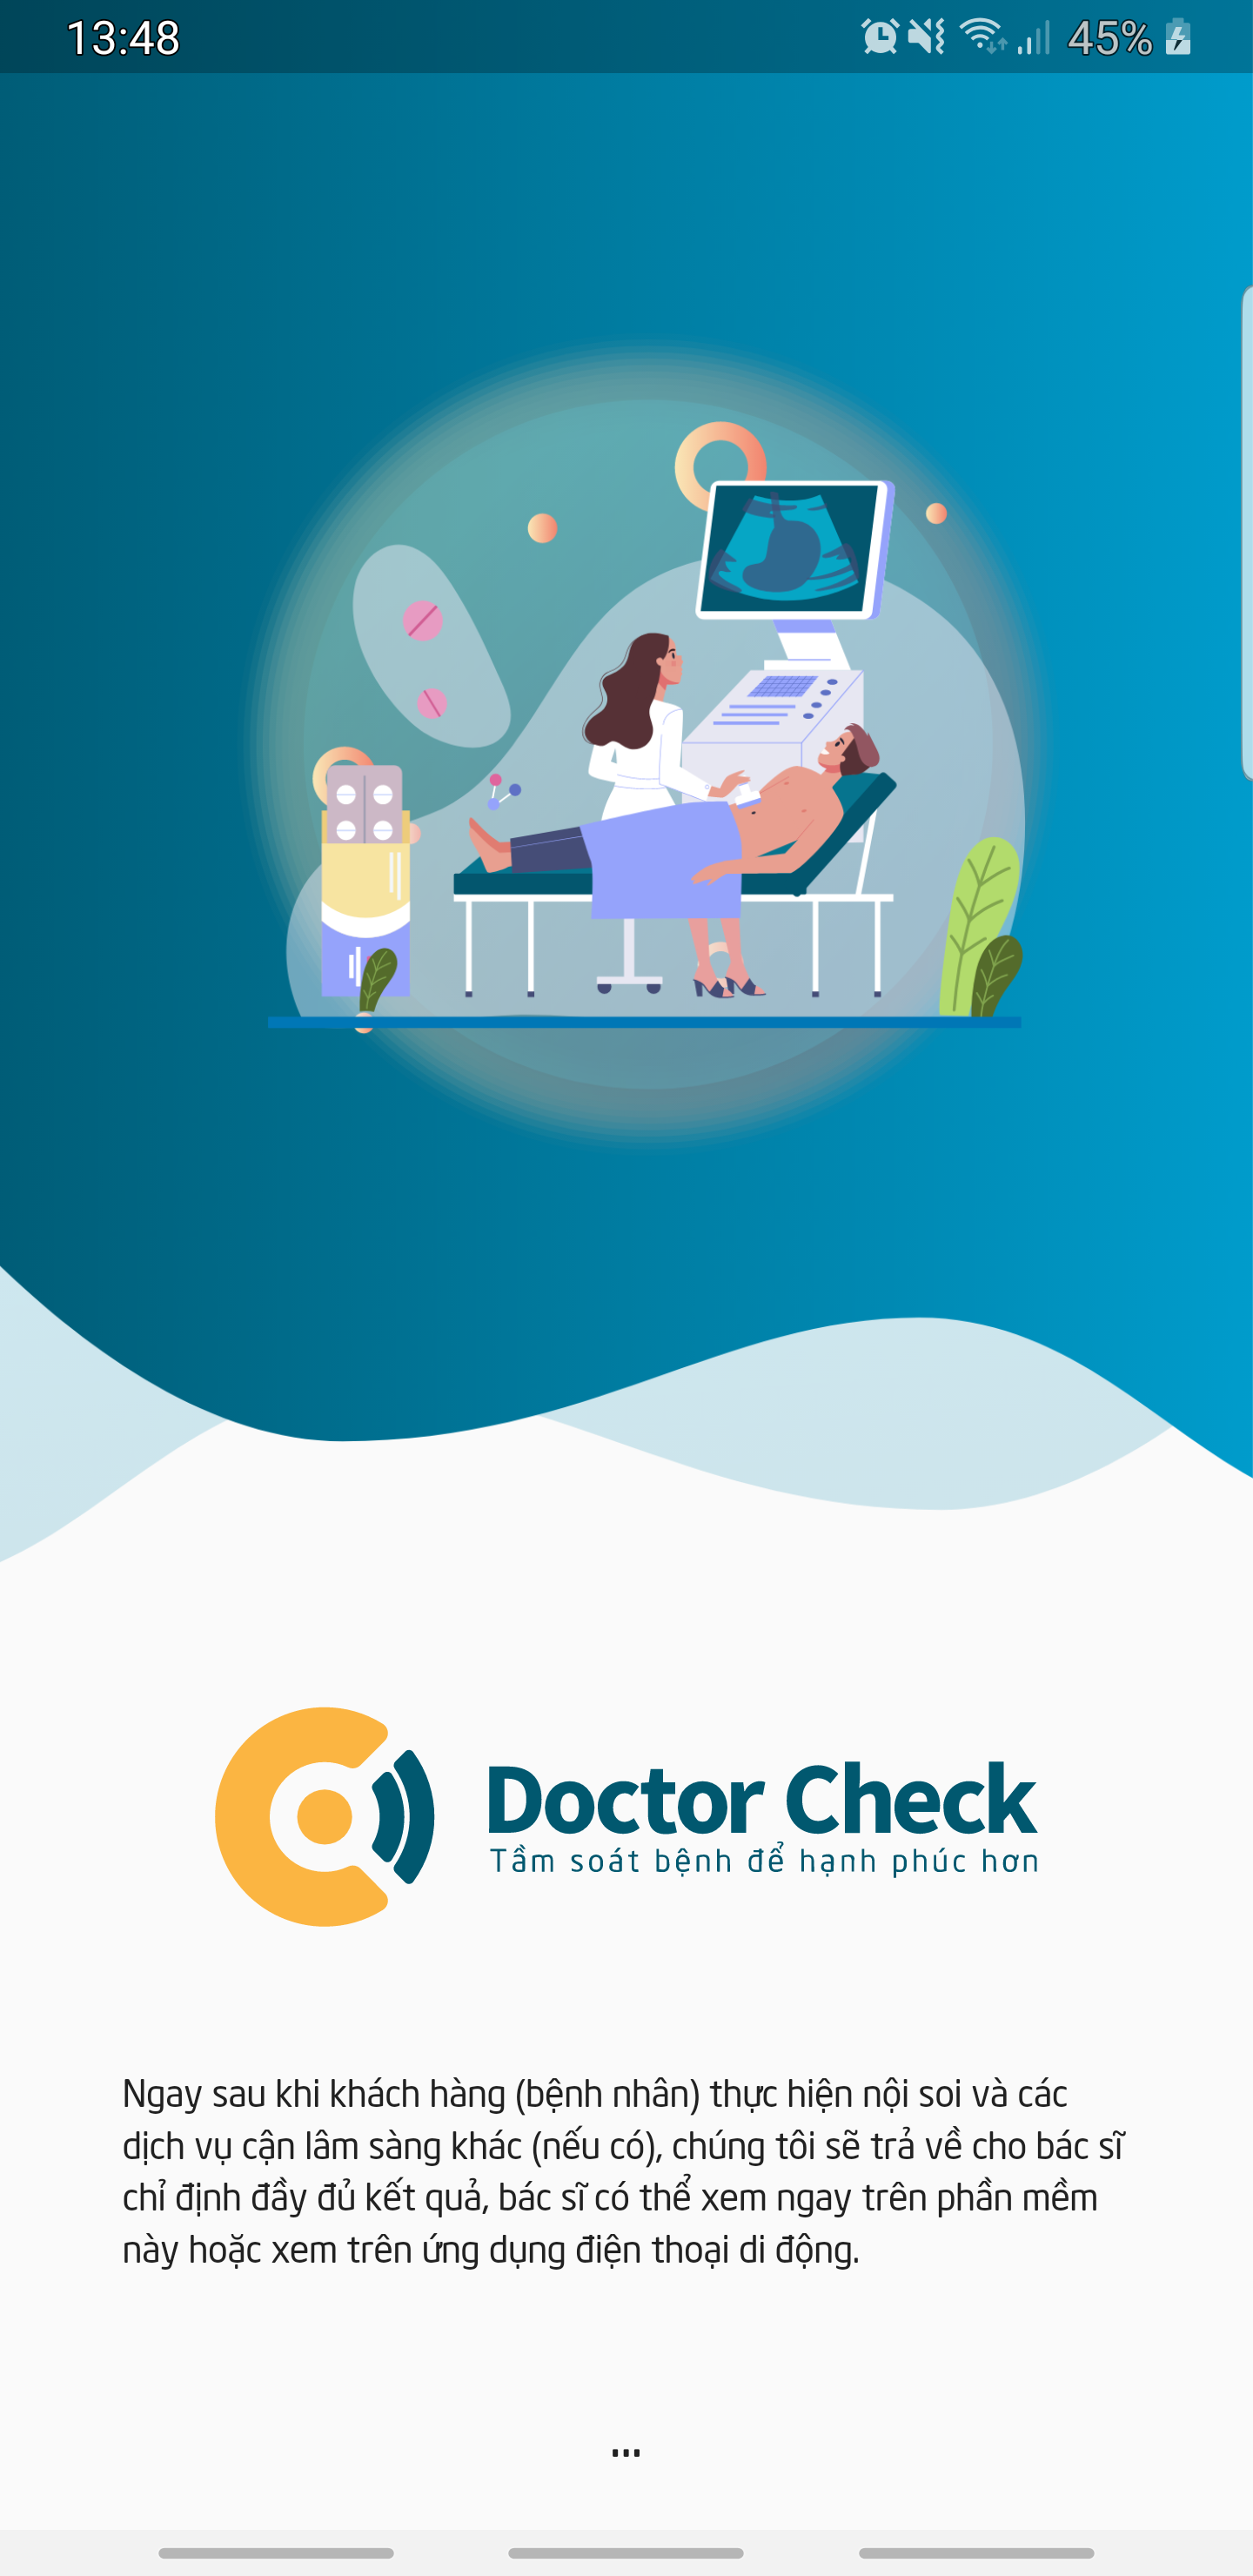 13:48
45%
Doctor Check
Tầm soát bệnh để hạnh phúc hơn
Ngay sau khi khách hàng (bệnh nhân) thực hiện nội soi và các
dịch vụ cận lâm sàng khác (nếu có), chúng tôi sẽ trả về cho bác sĩ
chỉ định đầy đủ kết quả, bác sĩ có thể xem ngay trên phần mềm
này hoặc xem trên ứng dụng điện thoại di động.
...